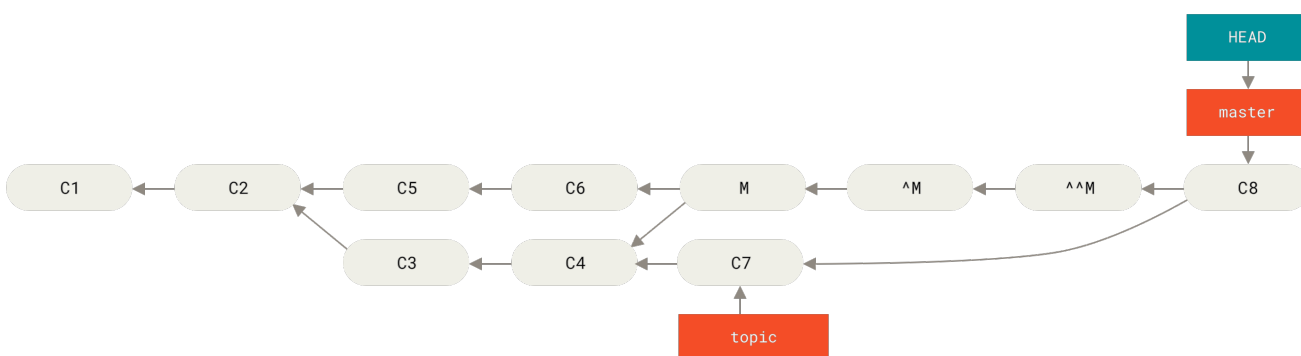 HEAD
master
C1 C2 C5 C6 M ^M ^^M C8
C3 C4 C7
topic